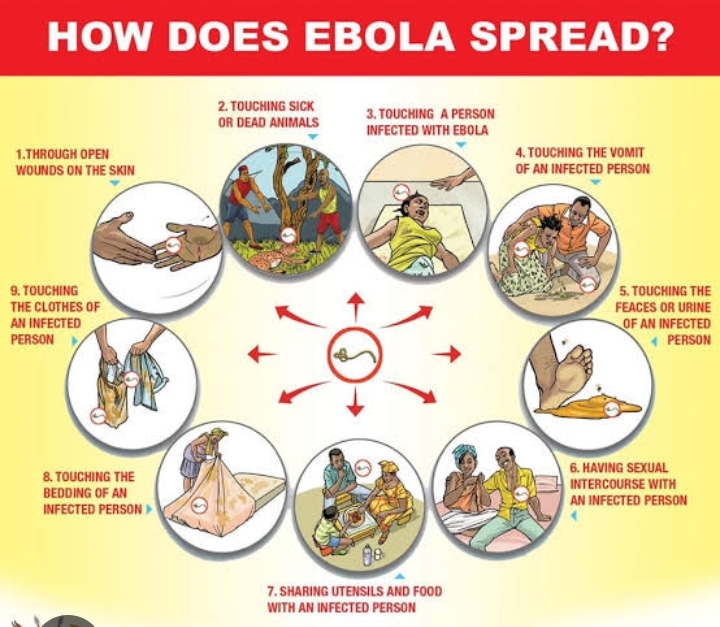 HOW DOES EBOLA SPREAD?
1.THROUGH OPEN
WOUNDS ON THE SKIN
2. TOUCHING SICK
OR DEAD ANIMALS
3. TOUCHING A PERSON
INFECTED WITH EBOLA
4. TOUCHING THE VOMIT
OF AN INFECTED PERSON
5. TOUCHING THE
FEACES OR URINE
OF AN INFECTED
PERSON
6. HAVING SEXUAL
INTERCOURSE WITH
AN INFECTED PERSON
7. SHARING UTENSILS AND FOOD
WITH AN INFECTED PERSON
8. TOUCHING THE
BEDDING OF AN
INFECTED PERSON
9. TOUCHING
THE CLOTHES OF
AN INFECTED
PERSON